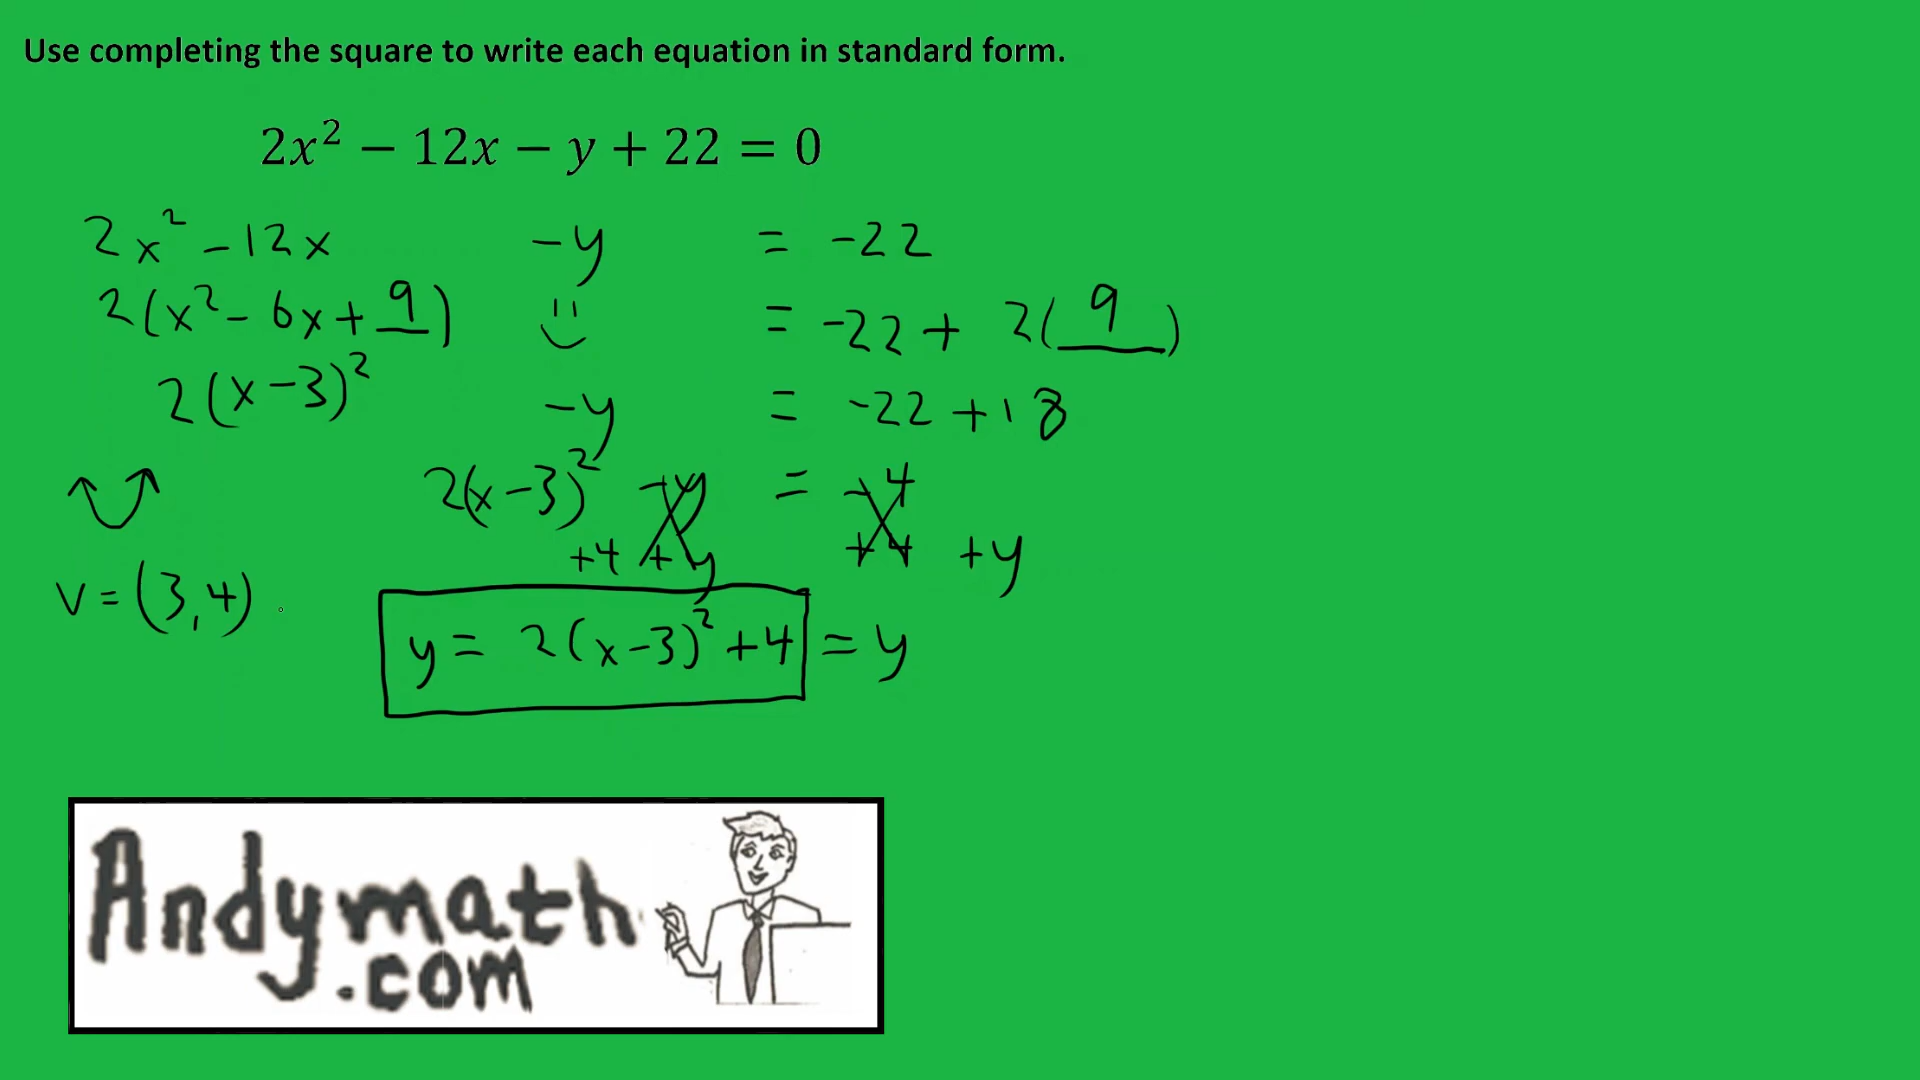 Use completing the square to write each equation in standard form.
2x² − 12x − y + 22 = 0
2x² - 12x - y = -22
2(x² - 6x + 9) = -22 + 2(9)
2(x-3)² - y = -22 + 18
2(x-3)² - y = -4
+4 + y +4 + y
V = (3,4)
y = 2(x-3)² + 4 = y
Andymath
.com